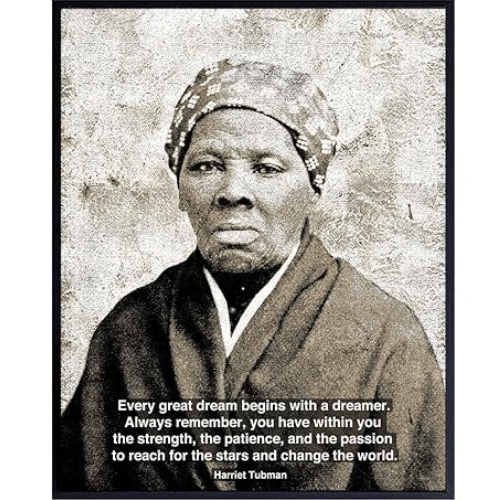 Every great dream begins with a dreamer.
Always remember, you have within you
the strength, the patience, and the passion
to reach for the stars and change the world.
Harriet Tubman